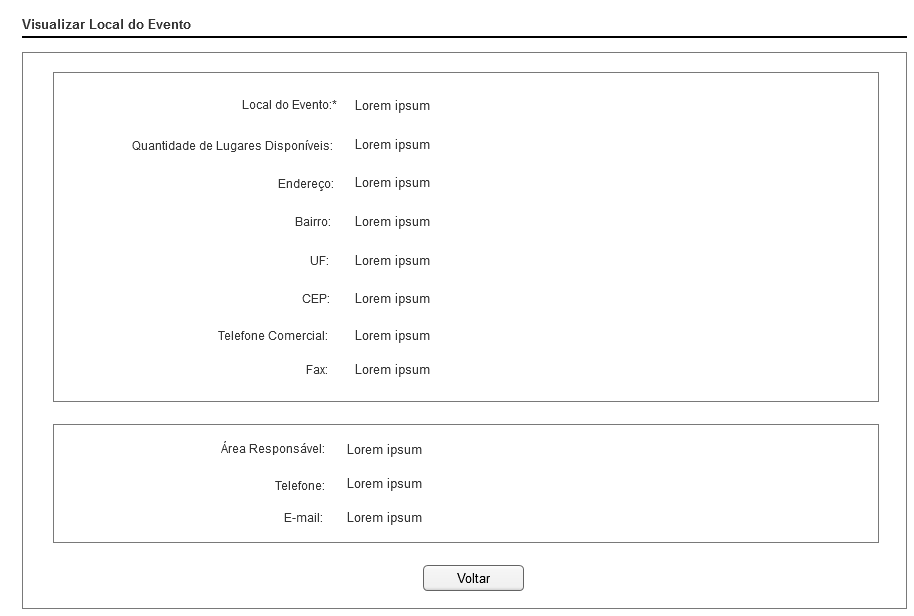 Visualizar Local do Evento
Local do Evento:* Lorem ipsum
Quantidade de Lugares Disponíveis: Lorem ipsum
Endereço: Lorem ipsum
Bairro: Lorem ipsum
UF: Lorem ipsum
CEP: Lorem ipsum
Telefone Comercial: Lorem ipsum
Fax: Lorem ipsum
Área Responsável: Lorem ipsum
Telefone: Lorem ipsum
E-mail: Lorem ipsum
Voltar